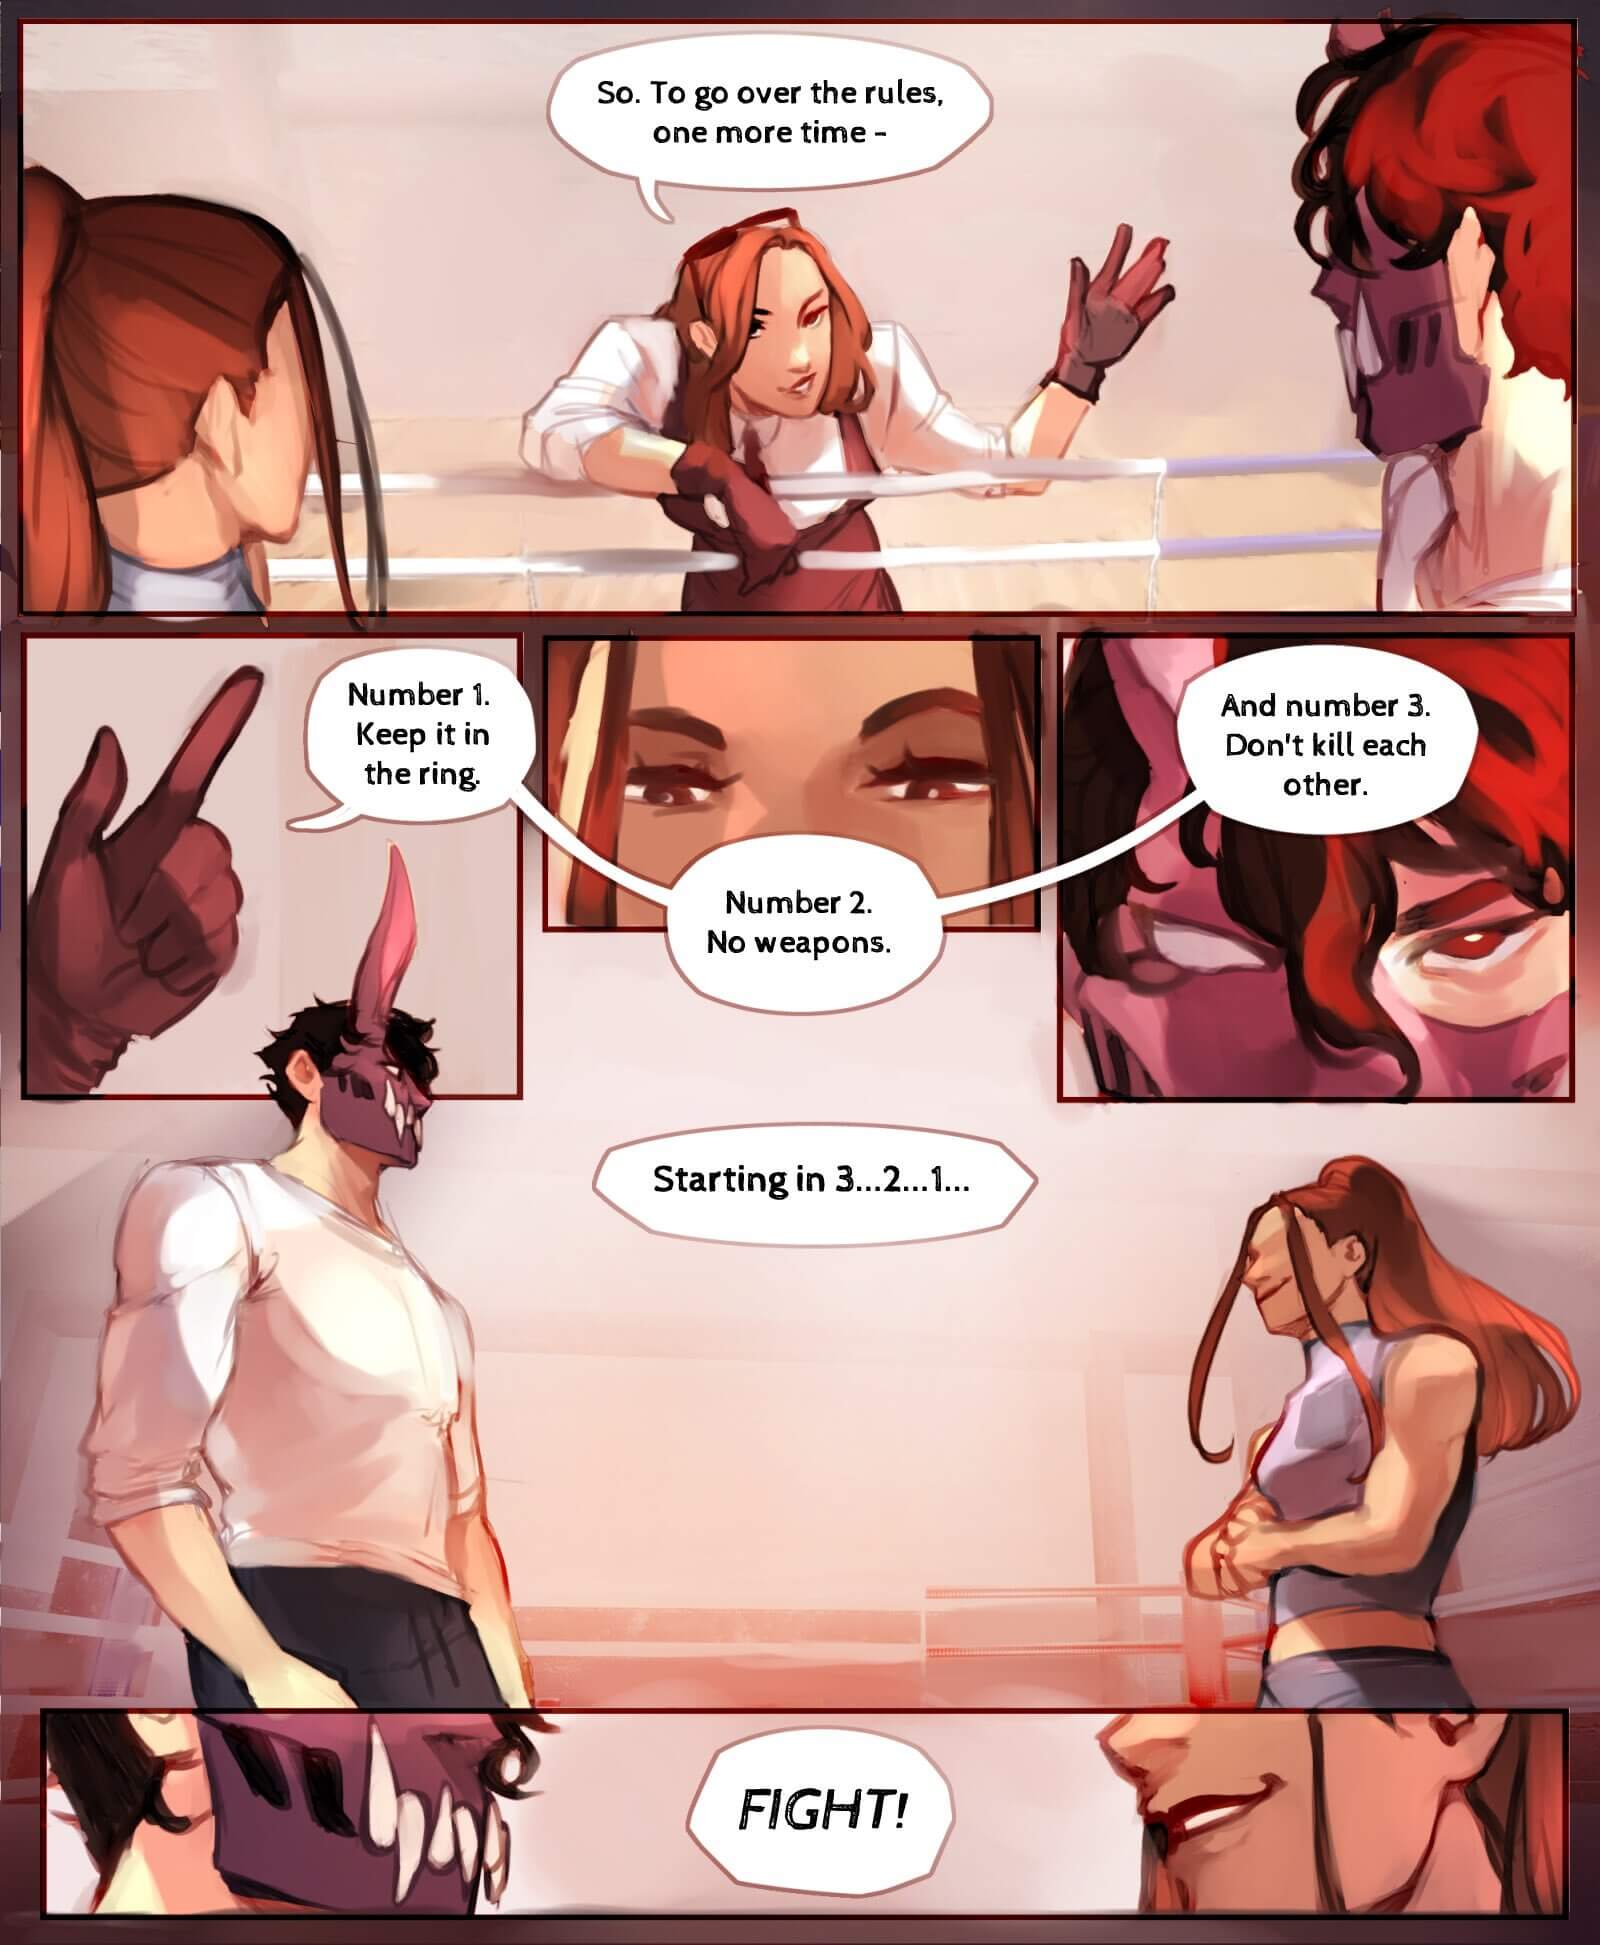 So. To go over the rules,
one more time -
Number 1.
Keep it in
the ring.
Number 2.
No weapons.
And number 3.
Don't kill each
other.
Starting in 3...2...1...
FIGHT!